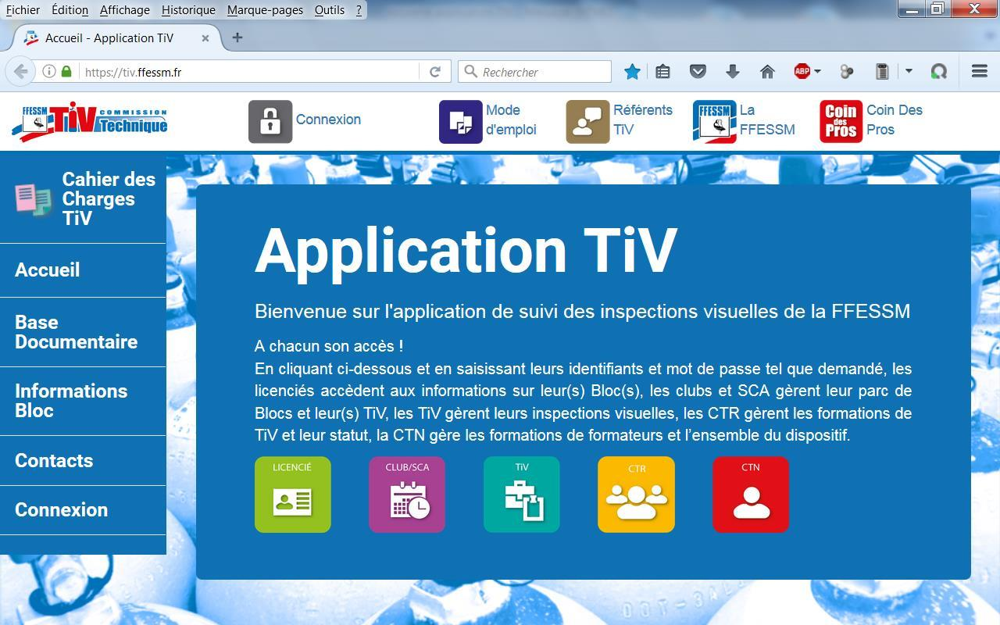 Fichier Édition Affichage Historique Marque-pages Outils ?
Accueil - Application TiV
https://tiv.ffessm.fr
Rechercher
ABP
FFESSM TiV COMMISSION
Technique
Connexion
Mode
d'emploi
Référents
TiV
FFESSM
La
FFESSM
Coin
des
Pros
Coin Des
Pros
Cahier des
Charges
TiV
Accueil
Base
Documentaire
Informations
Bloc
Contacts
Connexion
Application TiV
Bienvenue sur l'application de suivi des inspections visuelles de la FFESSM
A chacun son accès !
En cliquant ci-dessous et en saisissant leurs identifiants et mot de passe tel que demandé, les
licenciés accèdent aux informations sur leur(s) Bloc(s), les clubs et SCA gèrent leur parc de
Blocs et leur(s) TiV, les TiV gèrent leurs inspections visuelles, les CTR gèrent les formations de
TiV et leur statut, la CTN gère les formations de formateurs et l’ensemble du dispositif.
LICENCIÉ
CLUB/SCA
TiV
CTR
CTN